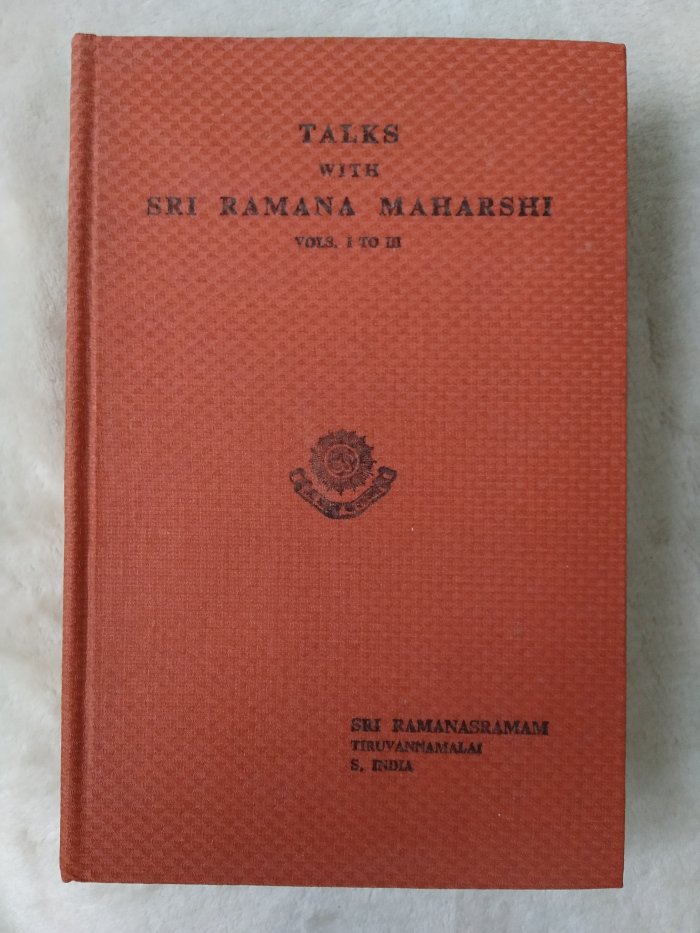 TALKS
WITH
SRI RAMANA MAHARSHI
VOLS. I TO III
SRI RAMANASRAMAM
TIRUVANNAMALAI
S. INDIA